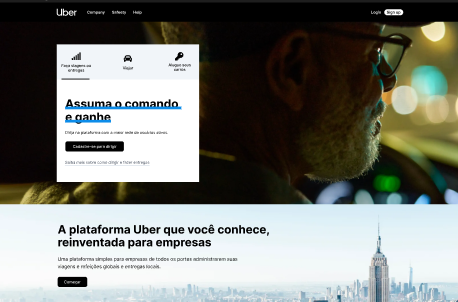 Uber
Company Safety Help
Login Sign up
Faça viagens ou
entregas
Viajar
Alugue seus
carros
Assuma o comando
e ganhe
Dirija na plataforma com a maior rede de usuários ativos.
Cadastre-se para dirigir
Saiba mais sobre como dirigir e fazer entregas
A plataforma Uber que você conhece,
reinventada para empresas
Uma plataforma simples para empresas de todos os portes administrarem suas
viagens e refeições globais e entregas locais.
Começar